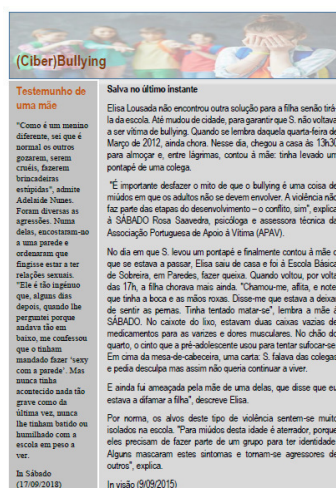 (Ciber)Bullying
Testemunho de
uma mãe
"Como é um menino
diferente, sei que é
normal os outros
gozarem, serem
cruéis, fazerem
brincadeiras
estúpidas", admite
Adelaide Nunes.
Foram diversas as
agressões. Numa
delas, encostaram-no
a uma parede e
ordenaram que
fingisse estar a ter
relações sexuais.
"Ele é tão ingénuo
que, alguns dias
depois, quando lhe
perguntei porque
andava tão em
baixo, me confessou
que o tinham
mandado fazer 'sexy
com a parede'. Mas
nunca tinha
acontecido nada tão
grave como da
última vez, nunca
lhe tinham batido ou
humilhado com a
escola em peso a
ver.
In Sábado
(17/09/2018)
Salva no último instante
Elisa Lousada não encontrou outra solução para a filha senão tirá-
la da escola. Até mudou de cidade, para garantir que S. não voltava
a ser vítima de bullying. Quando se lembra daquela quarta-feira de
Março de 2012, ainda chora. Nesse dia, chegou a casa às 13h30
para almoçar e, entre lágrimas, contou à mãe: tinha levado um
pontapé de uma colega.
"É importante desfazer o mito de que o bullying é uma coisa de
miúdos em que os adultos não se devem envolver. A violência não
faz parte das etapas do desenvolvimento – o conflito, sim", explica
à SÁBADO Rosa Saavedra, psicóloga e assessora técnica da
Associação Portuguesa de Apoio à Vítima (APAV).
No dia em que S. levou um pontapé e finalmente contou à mãe o
que se estava a passar, Elisa saiu de casa e foi à Escola Básica
de Sobreira, em Paredes, fazer queixa. Quando voltou, por volta
das 17h, a filha chorava mais ainda. "Chamou-me, aflita, e notei
que tinha a boca e as mãos roxas. Disse-me que estava a deixar
de sentir as pernas. Tinha tentado matar-se", lembra a mãe à
SÁBADO. No caixote do lixo, estavam duas caixas vazias de
medicamentos para as varizes e dores musculares. No chão do
quarto, o cinto que a pré-adolescente usou para tentar sufocar-se.
Em cima da mesa-de-cabeceira, uma carta: S. falava das colegas
e pedia desculpa mas assim não queria continuar a viver.
E ainda fui ameaçada pela mãe de uma delas, que disse que eu
estava a difamar a filha", descreve Elisa.
Por norma, os alvos deste tipo de violência sentem-se muito
isolados na escola. "Para miúdos desta idade é aterrador, porque
eles precisam de fazer parte de um grupo para ter identidade.
Alguns mascaram estes sintomas e tornam-se agressores de
outros", explica.
In visão (9/09/2015)